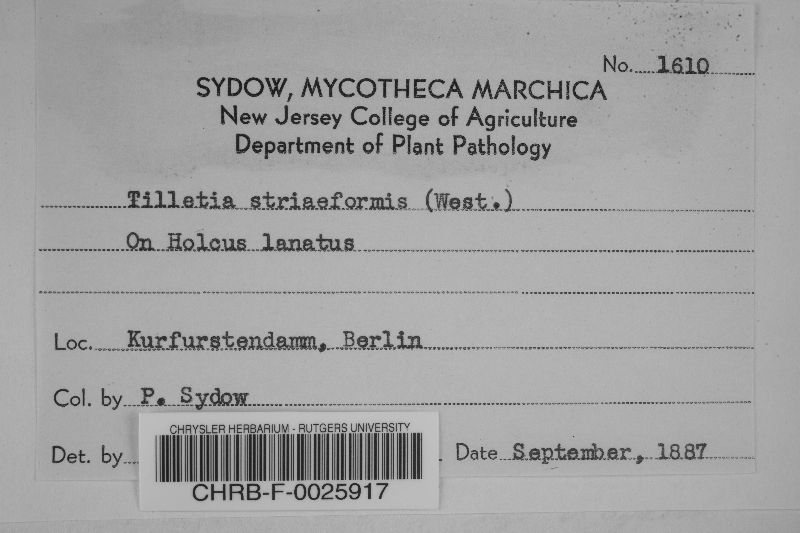 No. 1610
SYDOW, MYCOTHECA MARCHICA
New Jersey College of Agriculture
Department of Plant Pathology
Tilletia striaeformis (West.)
On Holcus lanatus
Loc. Kurfurstendamm, Berlin
Col. by P. Sydow
Det. by
Date September, 1887
CHRYSLER HERBARIUM - RUTGERS UNIVERSITY
CHRB-F-0025917